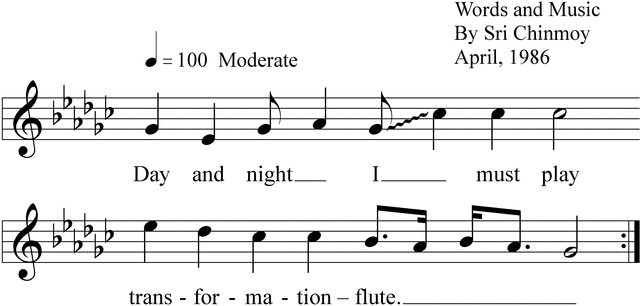 Words and Music
By Sri Chinmoy
April, 1986
= 100 Moderate
Day and night I must play
trans - for - ma - tion – flute.